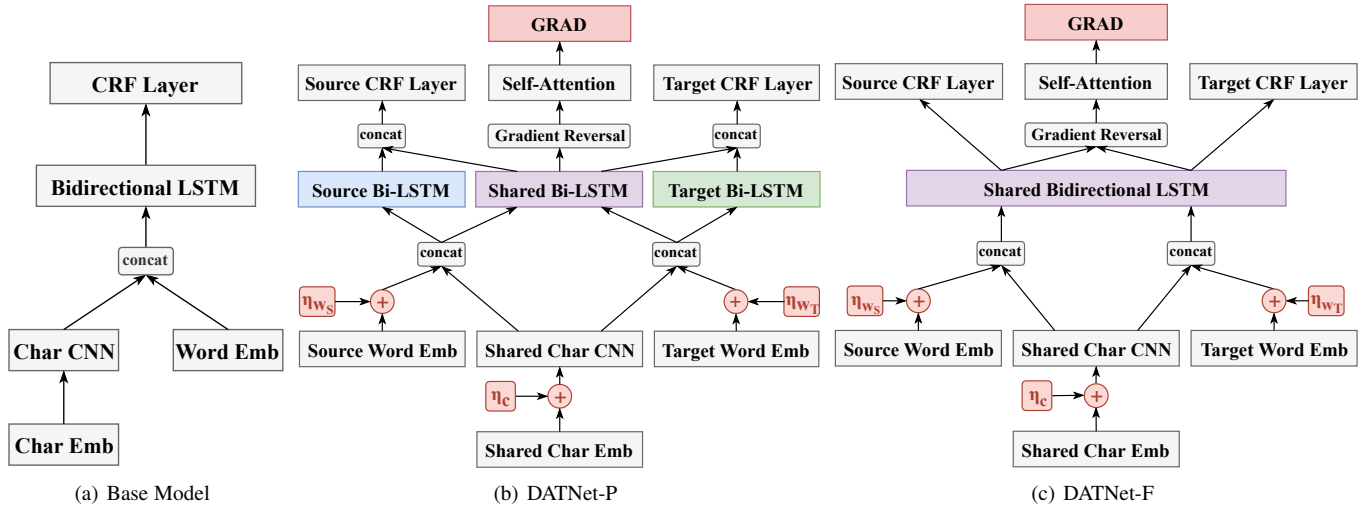 CRF Layer
Bidirectional LSTM
concat
Char CNN
Word Emb
Char Emb
(a) Base Model
GRAD
Source CRF Layer
Self-Attention
Target CRF Layer
concat
Gradient Reversal
concat
Source Bi-LSTM
Shared Bi-LSTM
Target Bi-LSTM
concat
concat
ηwS
+
+
ηwT
Source Word Emb
Shared Char CNN
Target Word Emb
ηc
+
Shared Char Emb
(b) DATNet-P
GRAD
Source CRF Layer
Self-Attention
Target CRF Layer
Gradient Reversal
Shared Bidirectional LSTM
concat
concat
ηwS
+
+
ηwT
Source Word Emb
Shared Char CNN
Target Word Emb
ηc
+
Shared Char Emb
(c) DATNet-F